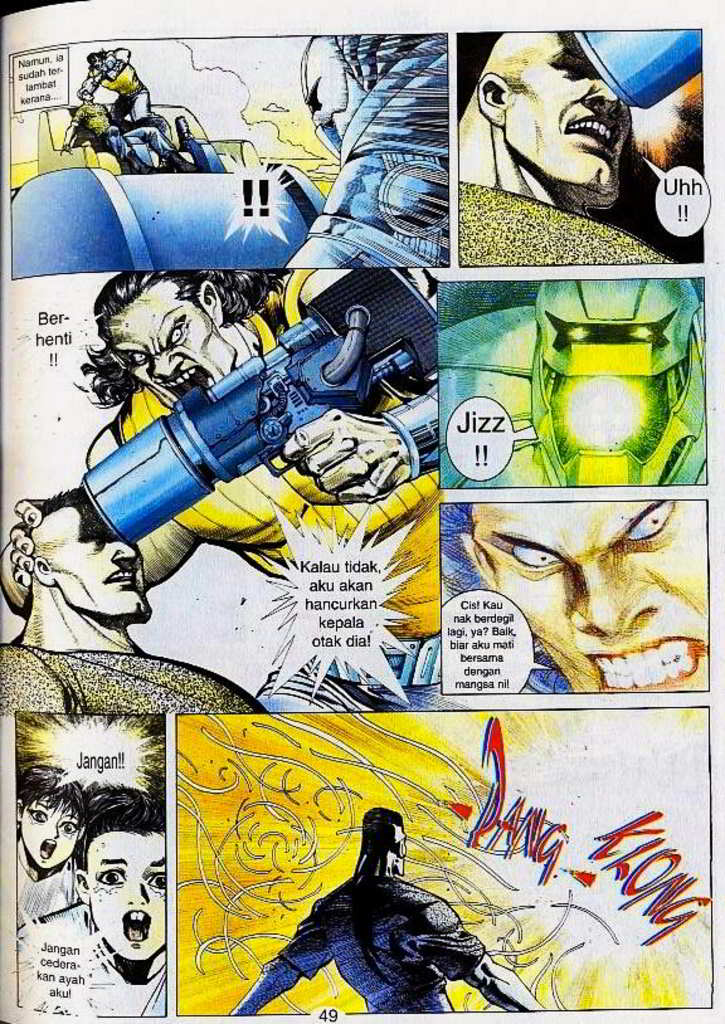 Namun, ia
sudah ter-
lambat
kerana....
!!
Uhh
!!
Ber-
henti
!!
Jizz
!!
Kalau tidak,
aku akan
hancurkan
kepala
otak dia!
Cis! Kau
nak berdegil
lagi, ya? Baik,
biar aku mati
bersama
dengan
mangsa ni!
Jangan!!
Jangan
cedera-
kan ayah
aku!
PANG
KLONG
49